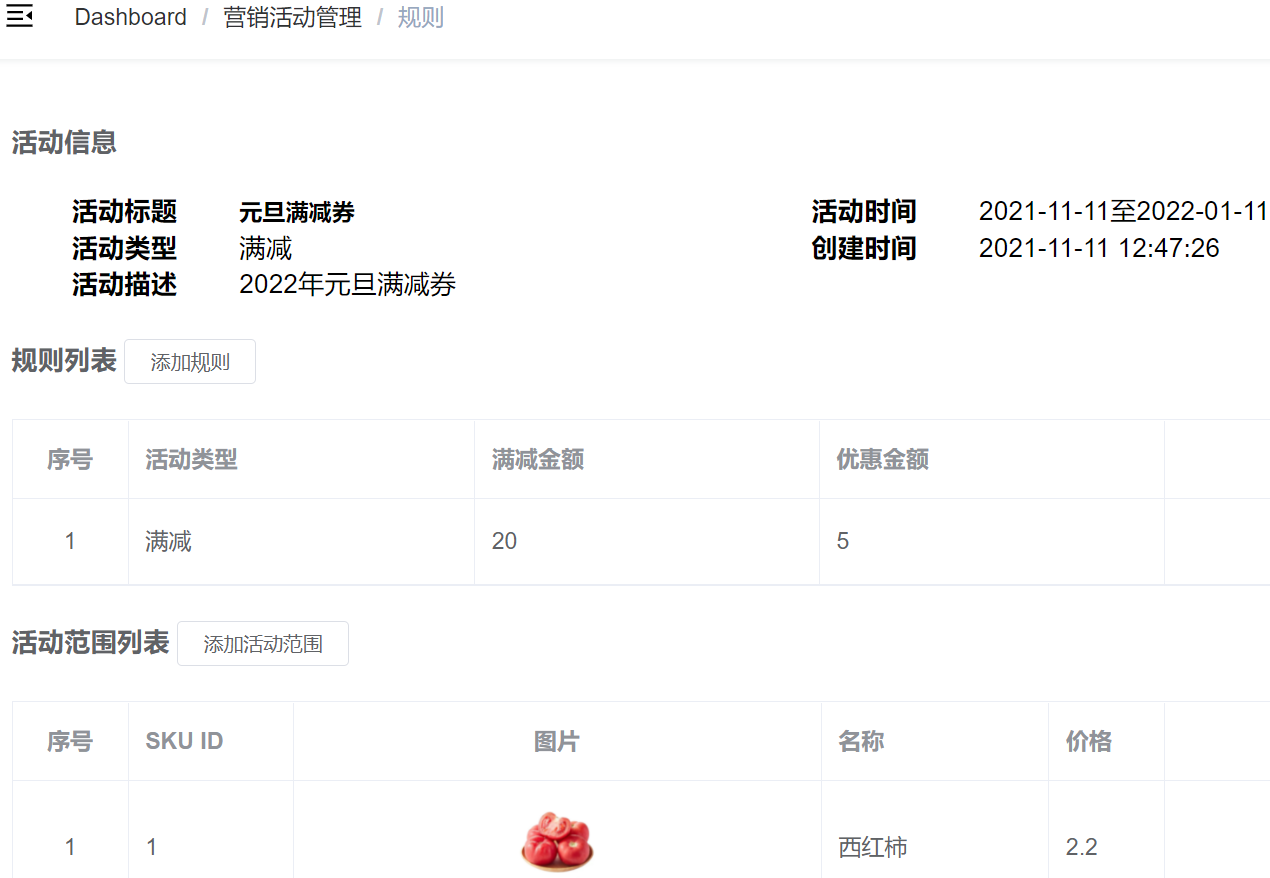 Dashboard / 营销活动管理 / 规则
活动信息
活动标题 元旦满减券 活动时间 2021-11-11至2022-01-11
活动类型 满减 创建时间 2021-11-11 12:47:26
活动描述 2022年元旦满减券
规则列表 添加规则
序号 活动类型 满减金额 优惠金额
1 满减 20 5
活动范围列表 添加活动范围
序号 SKU ID 图片 名称 价格
1 1 西红柿 2.2